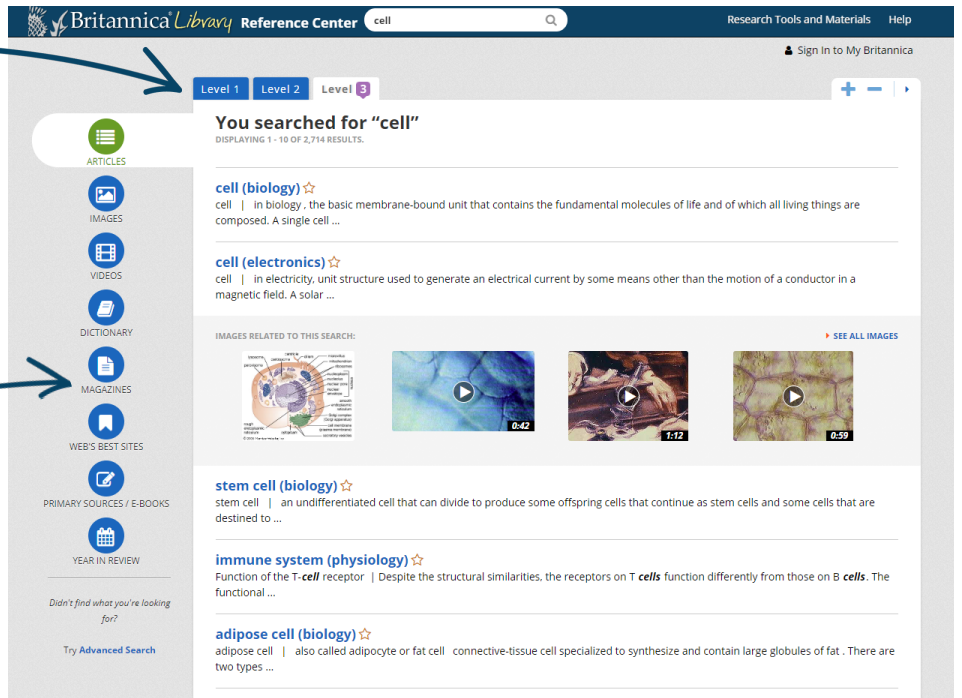 Britannica Library Reference Center cell Research Tools and Materials Help
Sign In to My Britannica
Level 1 Level 2 Level 3
You searched for “cell”
DISPLAYING 1 - 10 OF 2,714 RESULTS.
ARTICLES
IMAGES
VIDEOS
DICTIONARY
MAGAZINES
WEB'S BEST SITES
PRIMARY SOURCES / E-BOOKS
YEAR IN REVIEW
Didn't find what you're looking
for?
Try Advanced Search
cell (biology)
cell | in biology , the basic membrane-bound unit that contains the fundamental molecules of life and of which all living things are
composed. A single cell ...
cell (electronics)
cell | in electricity, unit structure used to generate an electrical current by some means other than the motion of a conductor in a
magnetic field. A solar ...
IMAGES RELATED TO THIS SEARCH: SEE ALL IMAGES
0:42 1:12 0:59
stem cell (biology)
stem cell | an undifferentiated cell that can divide to produce some offspring cells that continue as stem cells and some cells that are
destined to ...
immune system (physiology)
Function of the T-cell receptor | Despite the structural similarities, the receptors on T cells function differently from those on B cells. The
functional ...
adipose cell (biology)
adipose cell | also called adipocyte or fat cell connective-tissue cell specialized to synthesize and contain large globules of fat . There are
two types ...